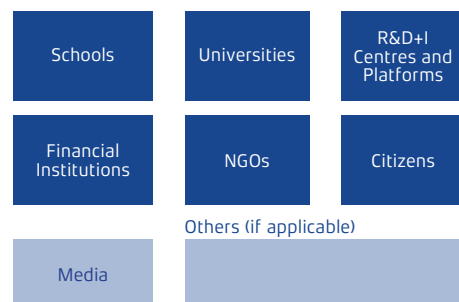 Schools
Universities
R&D+I
Centres and
Platforms
Financial
Institutions
NGOs
Citizens
Others (if applicable)
Media